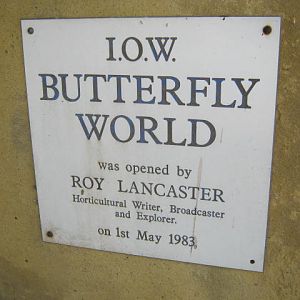 I.O.W.
BUTTERFLY
WORLD
was opened by
ROY LANCASTER
Horticultural Writer, Broadcaster
and Explorer.
on 1st May 1983